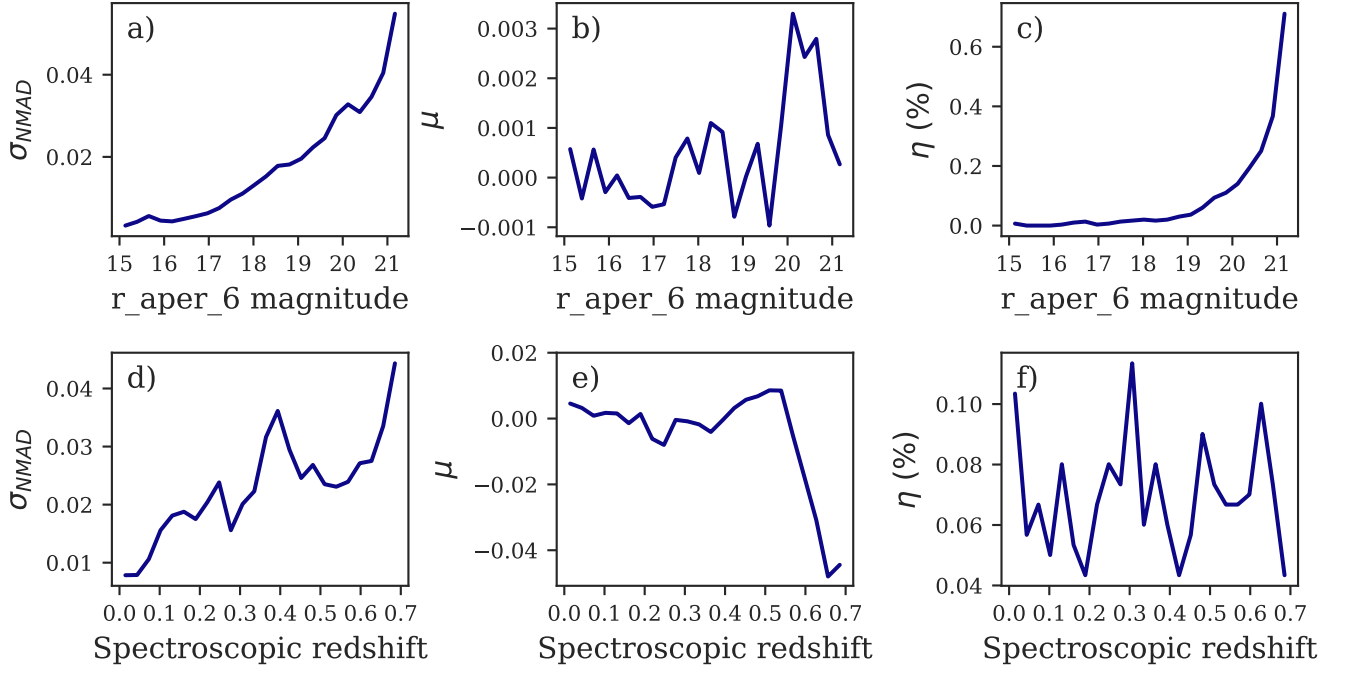 a)
σNMAD
0.04
0.02
15 16 17 18 19 20 21
r_aper_6 magnitude
b)
μ
0.003
0.002
0.001
0.000
−0.001
15 16 17 18 19 20 21
r_aper_6 magnitude
c)
η (%)
0.6
0.4
0.2
0.0
15 16 17 18 19 20 21
r_aper_6 magnitude
d)
σNMAD
0.04
0.03
0.02
0.01
0.0 0.1 0.2 0.3 0.4 0.5 0.6 0.7
Spectroscopic redshift
e)
μ
0.02
0.00
−0.02
−0.04
0.0 0.1 0.2 0.3 0.4 0.5 0.6 0.7
Spectroscopic redshift
f)
η (%)
0.10
0.08
0.06
0.04
0.0 0.1 0.2 0.3 0.4 0.5 0.6 0.7
Spectroscopic redshift